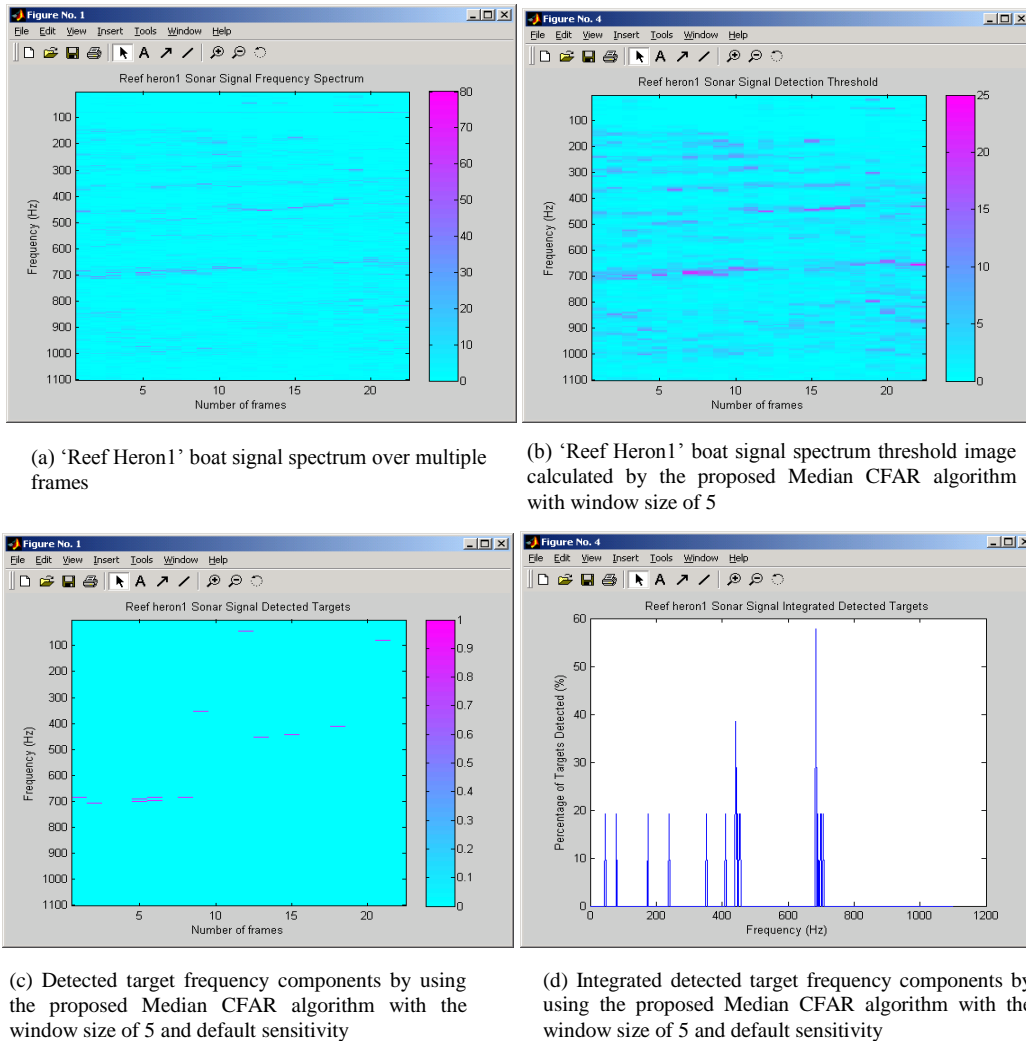 Figure No. 1
File Edit View Insert Tools Window Help
A
Reef heron1 Sonar Signal Frequency Spectrum
Frequency (Hz)
100
200
300
400
500
600
700
800
900
1000
1100
5
10
15
20
Number of frames
80
70
60
50
40
30
20
10
0
(a) ‘Reef Heron1’ boat signal spectrum over multiple
frames
Figure No. 4
File Edit View Insert Tools Window Help
A
Reef heron1 Sonar Signal Detection Threshold
Frequency (Hz)
100
200
300
400
500
600
700
800
900
1000
1100
5
10
15
20
Number of frames
25
20
15
10
5
0
(b) ‘Reef Heron1’ boat signal spectrum threshold image
calculated by the proposed Median CFAR algorithm
with window size of 5
Figure No. 1
File Edit View Insert Tools Window Help
A
Reef heron1 Sonar Signal Detected Targets
Frequency (Hz)
100
200
300
400
500
600
700
800
900
1000
1100
5
10
15
20
Number of frames
1
0.9
0.8
0.7
0.6
0.5
0.4
0.3
0.2
0.1
0
(c) Detected target frequency components by using
the proposed Median CFAR algorithm with the
window size of 5 and default sensitivity
Figure No. 4
File Edit View Insert Tools Window Help
A
Reef heron1 Sonar Signal Integrated Detected Targets
Percentage of Targets Detected (%)
60
50
40
30
20
10
0
0
200
400
600
800
1000
1200
Frequency (Hz)
(d) Integrated detected target frequency components by
using the proposed Median CFAR algorithm with the
window size of 5 and default sensitivity